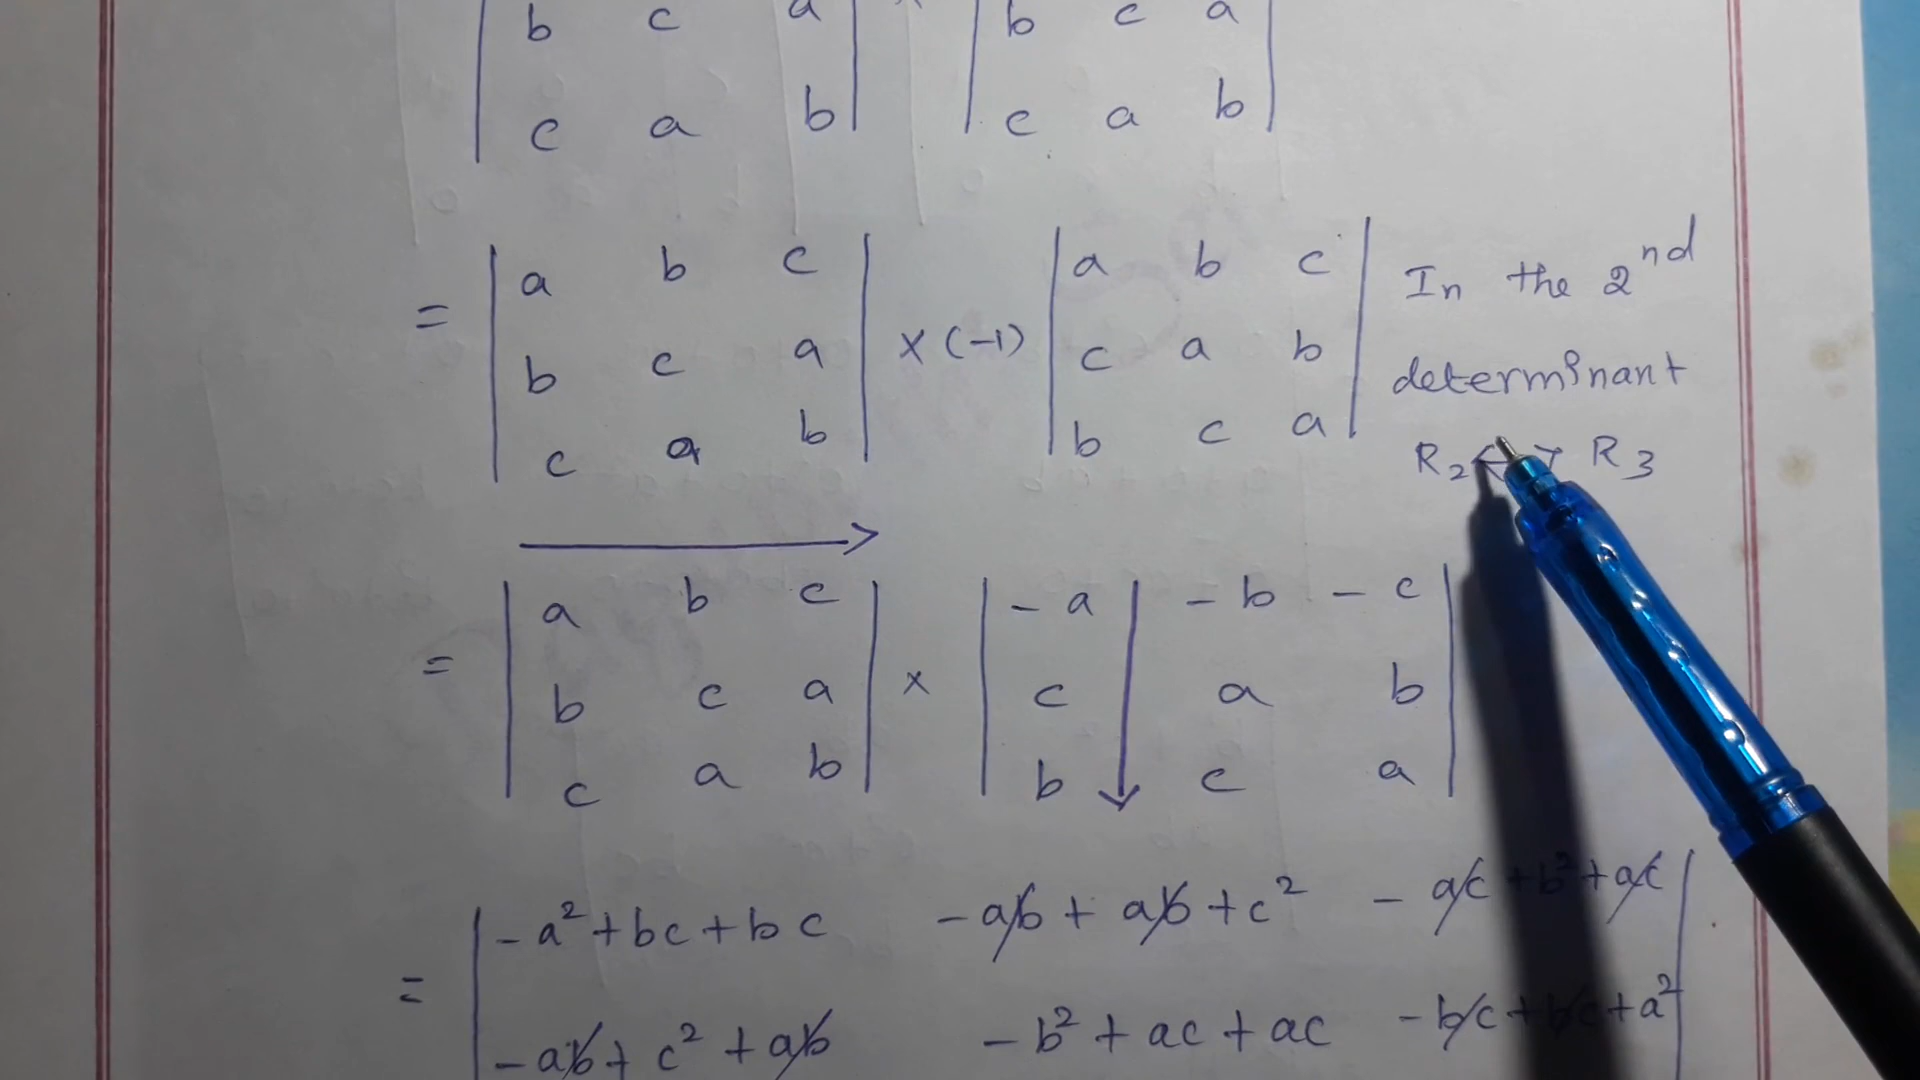 | b c a | × | b c a |
| c a b | | c a b |
= | a b c | × (-1) | a b c | In the 2nd
| b c a | | c a b | determinant
| c a b | | b c a | R₂ ↔ R₃
= | a b c | × | -a -b -c |
| b c a | | c a b |
| c a b | | b c a |
= | -a² + bc + bc -ab + ab + c² -ac + b² + ac |
-ab + c² + ab -b² + ac + ac -bc + bc + a²